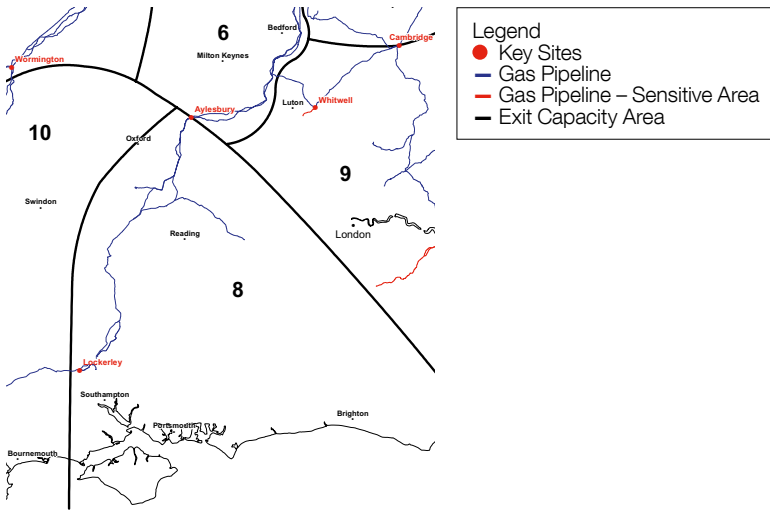 6
Bedford
Cambridge
Wormington
Milton Keynes
Aylesbury
Luton
Whitwell
10
Oxford
9
Swindon
London
Reading
8
Lockerley
Southampton
Portsmouth
Brighton
Bournemouth
Legend
Key Sites
Gas Pipeline
Gas Pipeline – Sensitive Area
Exit Capacity Area